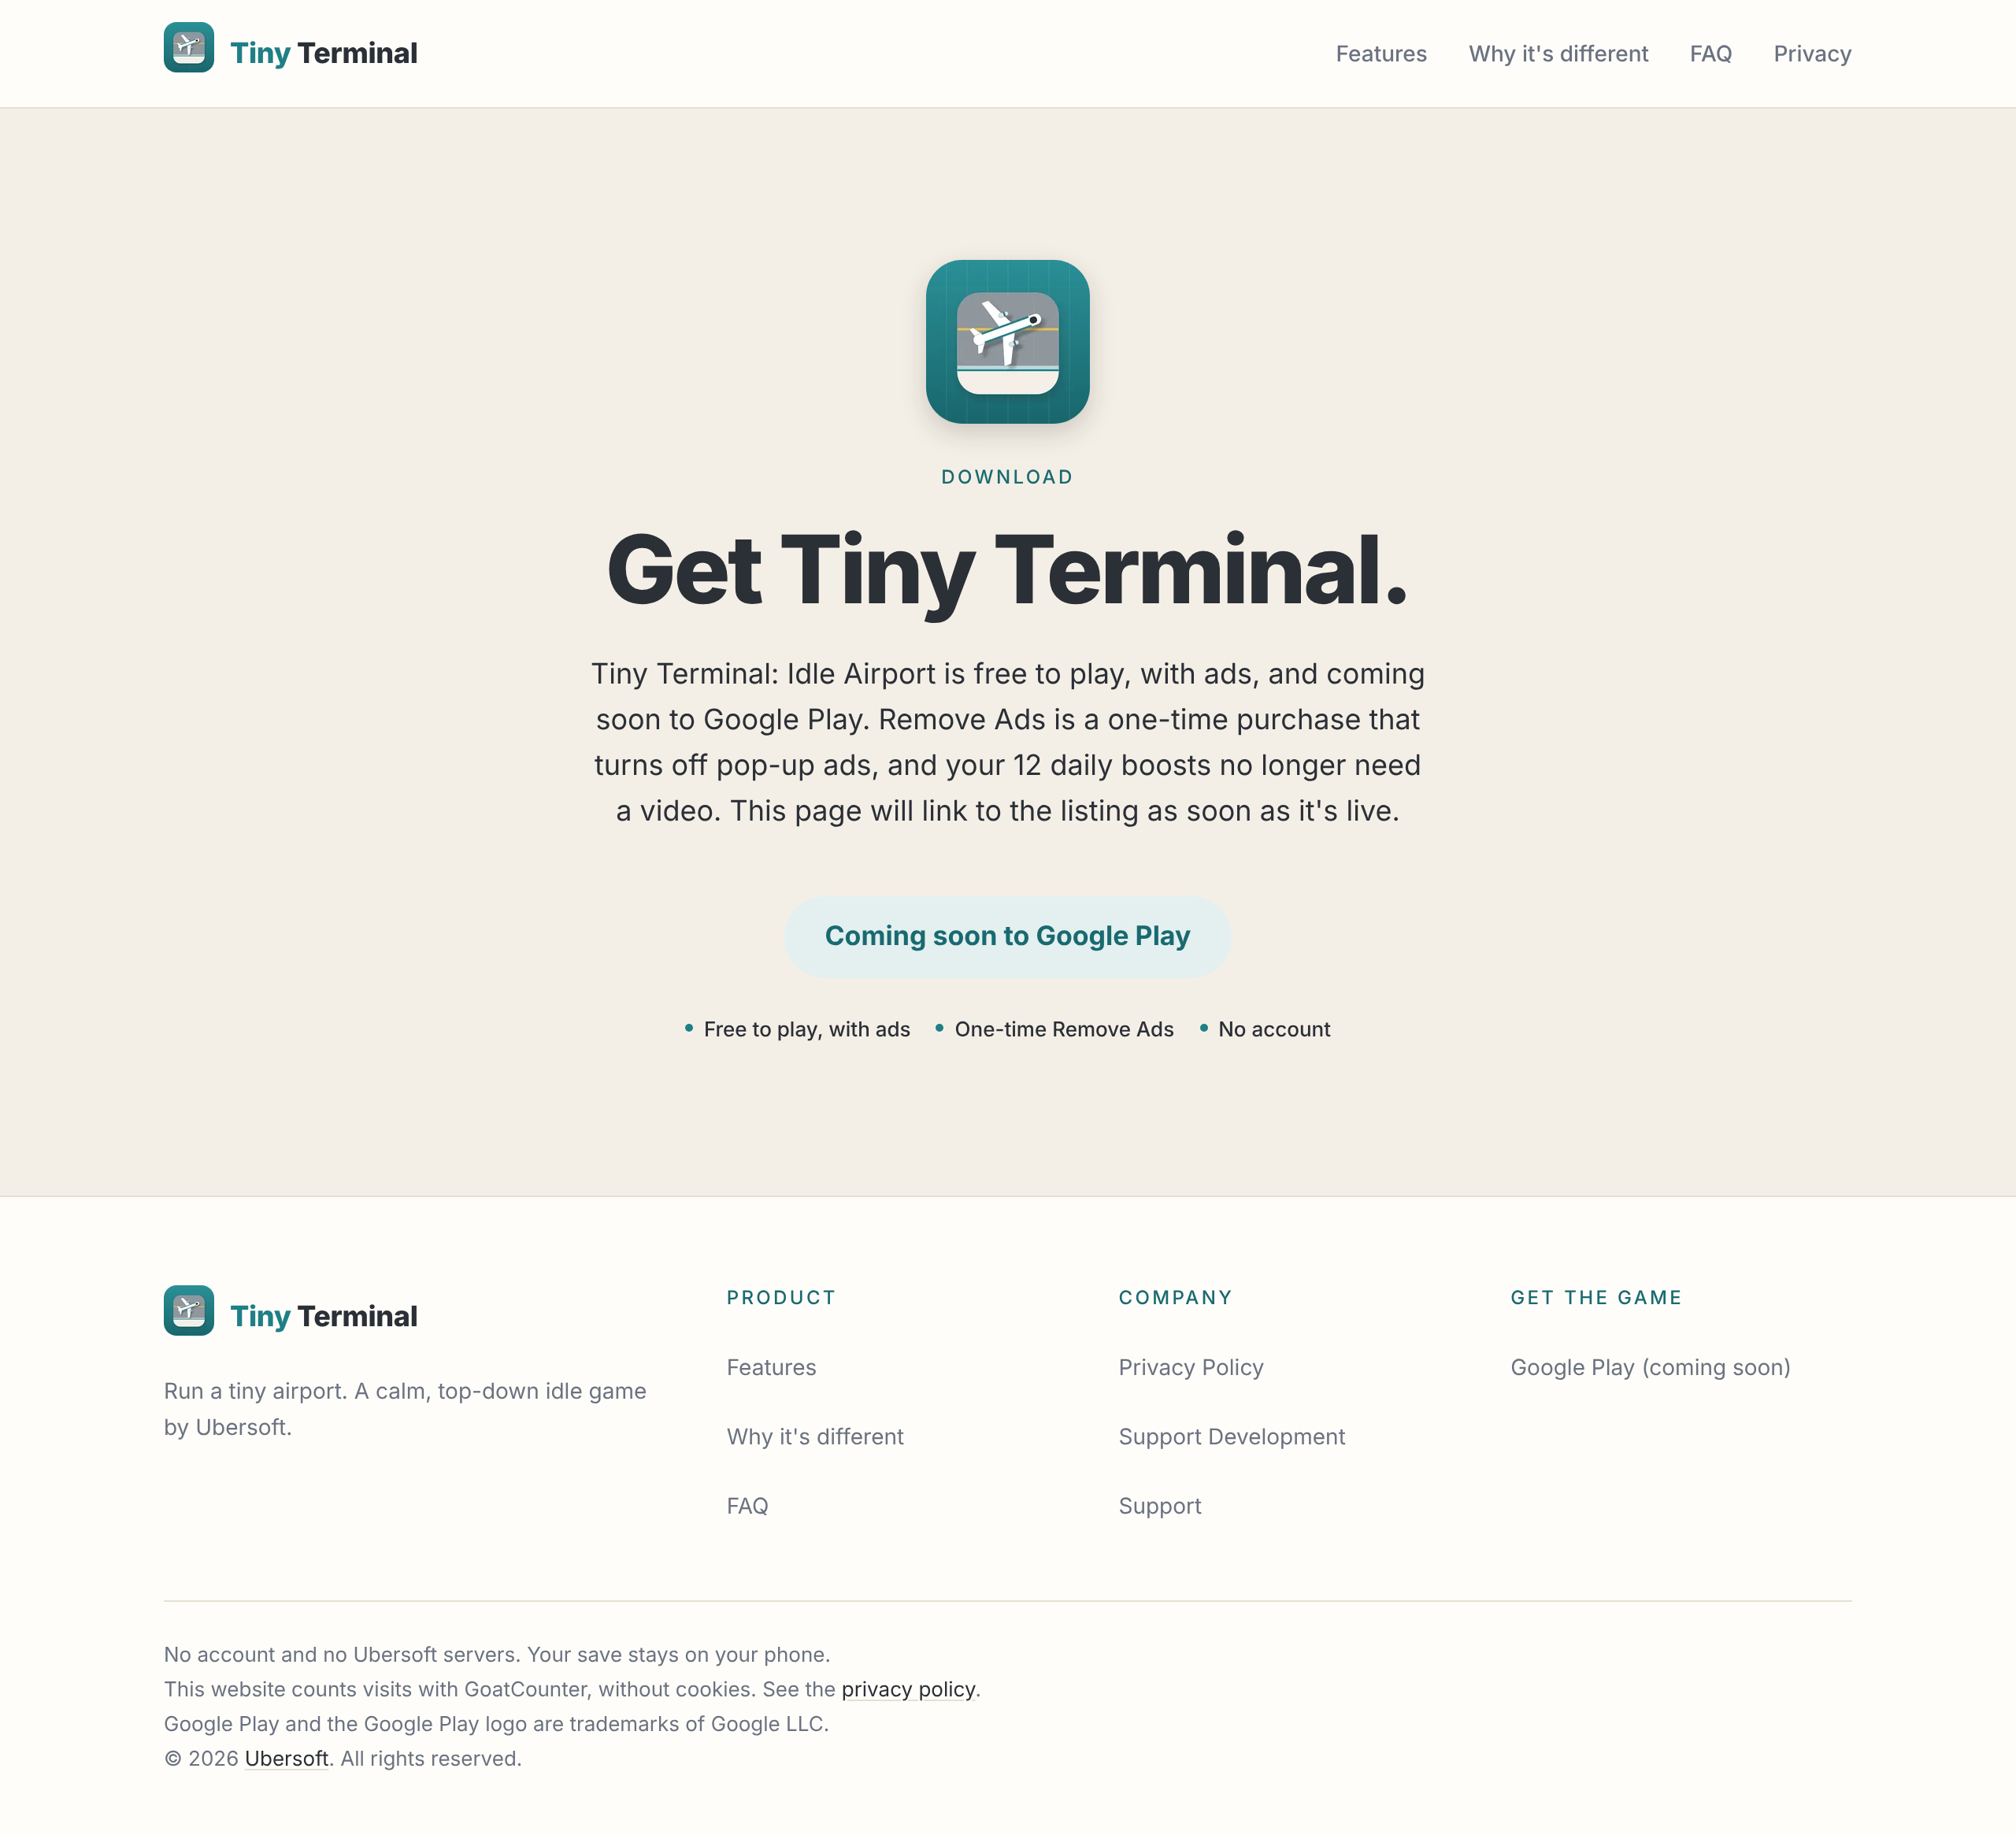 Tiny Terminal
Features
Why it's different
FAQ
Privacy
DOWNLOAD
Get Tiny Terminal.
Tiny Terminal: Idle Airport is free to play, with ads, and coming
soon to Google Play. Remove Ads is a one-time purchase that
turns off pop-up ads, and your 12 daily boosts no longer need
a video. This page will link to the listing as soon as it's live.
Coming soon to Google Play
Free to play, with ads
One-time Remove Ads
No account
Tiny Terminal
Run a tiny airport. A calm, top-down idle game
by Ubersoft.
PRODUCT
Features
Why it's different
FAQ
COMPANY
Privacy Policy
Support Development
Support
GET THE GAME
Google Play (coming soon)
No account and no Ubersoft servers. Your save stays on your phone.
This website counts visits with GoatCounter, without cookies. See the privacy policy.
Google Play and the Google Play logo are trademarks of Google LLC.
© 2026 Ubersoft. All rights reserved.